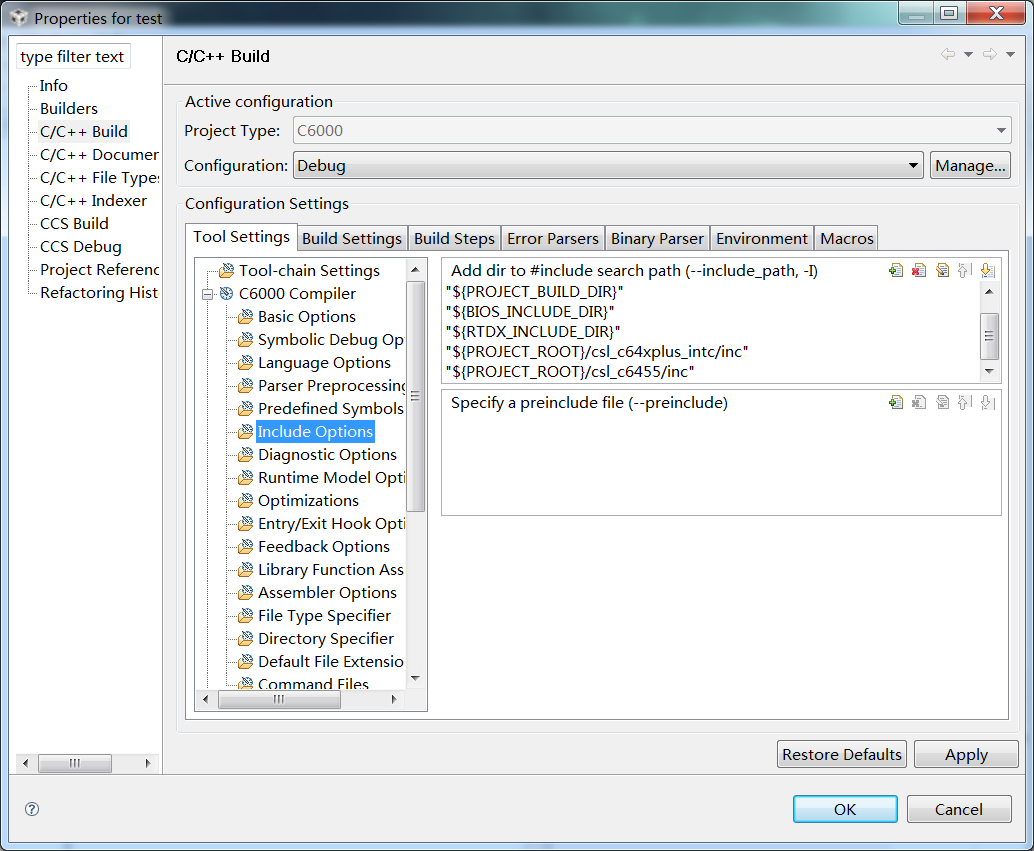 Properties for test
type filter text
Info
Builders
C/C++ Build
C/C++ Documen
C/C++ File Types
C/C++ Indexer
CCS Build
CCS Debug
Project Referenc
Refactoring Hist
C/C++ Build
Active configuration
Project Type: C6000
Configuration: Debug Manage...
Configuration Settings
Tool Settings Build Settings Build Steps Error Parsers Binary Parser Environment Macros
Tool-chain Settings
C6000 Compiler
Basic Options
Symbolic Debug Op
Language Options
Parser Preprocessing
Predefined Symbols
Include Options
Diagnostic Options
Runtime Model Opti
Optimizations
Entry/Exit Hook Opti
Feedback Options
Library Function Ass
Assembler Options
File Type Specifier
Directory Specifier
Default File Extensio
Command Files
Add dir to #include search path (--include_path, -I)
"${PROJECT_BUILD_DIR}"
"${BIOS_INCLUDE_DIR}"
"${RTDX_INCLUDE_DIR}"
"${PROJECT_ROOT}/csl_c64xplus_intc/inc"
"${PROJECT_ROOT}/csl_c6455/inc"
Specify a preinclude file (--preinclude)
Restore Defaults Apply
OK Cancel